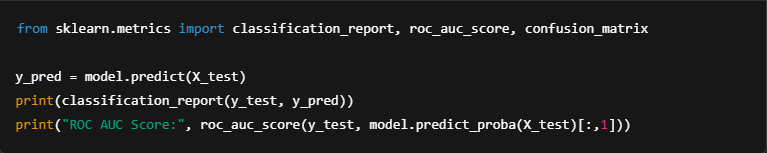 from sklearn.metrics import classification_report, roc_auc_score, confusion_matrix
y_pred = model.predict(X_test)
print(classification_report(y_test, y_pred))
print("ROC AUC Score:", roc_auc_score(y_test, model.predict_proba(X_test)[:,1]))